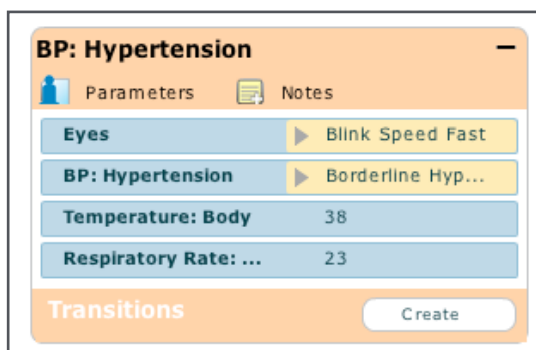 BP: Hypertension
Parameters Notes
Eyes Blink Speed Fast
BP: Hypertension Borderline Hyp...
Temperature: Body 38
Respiratory Rate: ... 23
Transitions Create